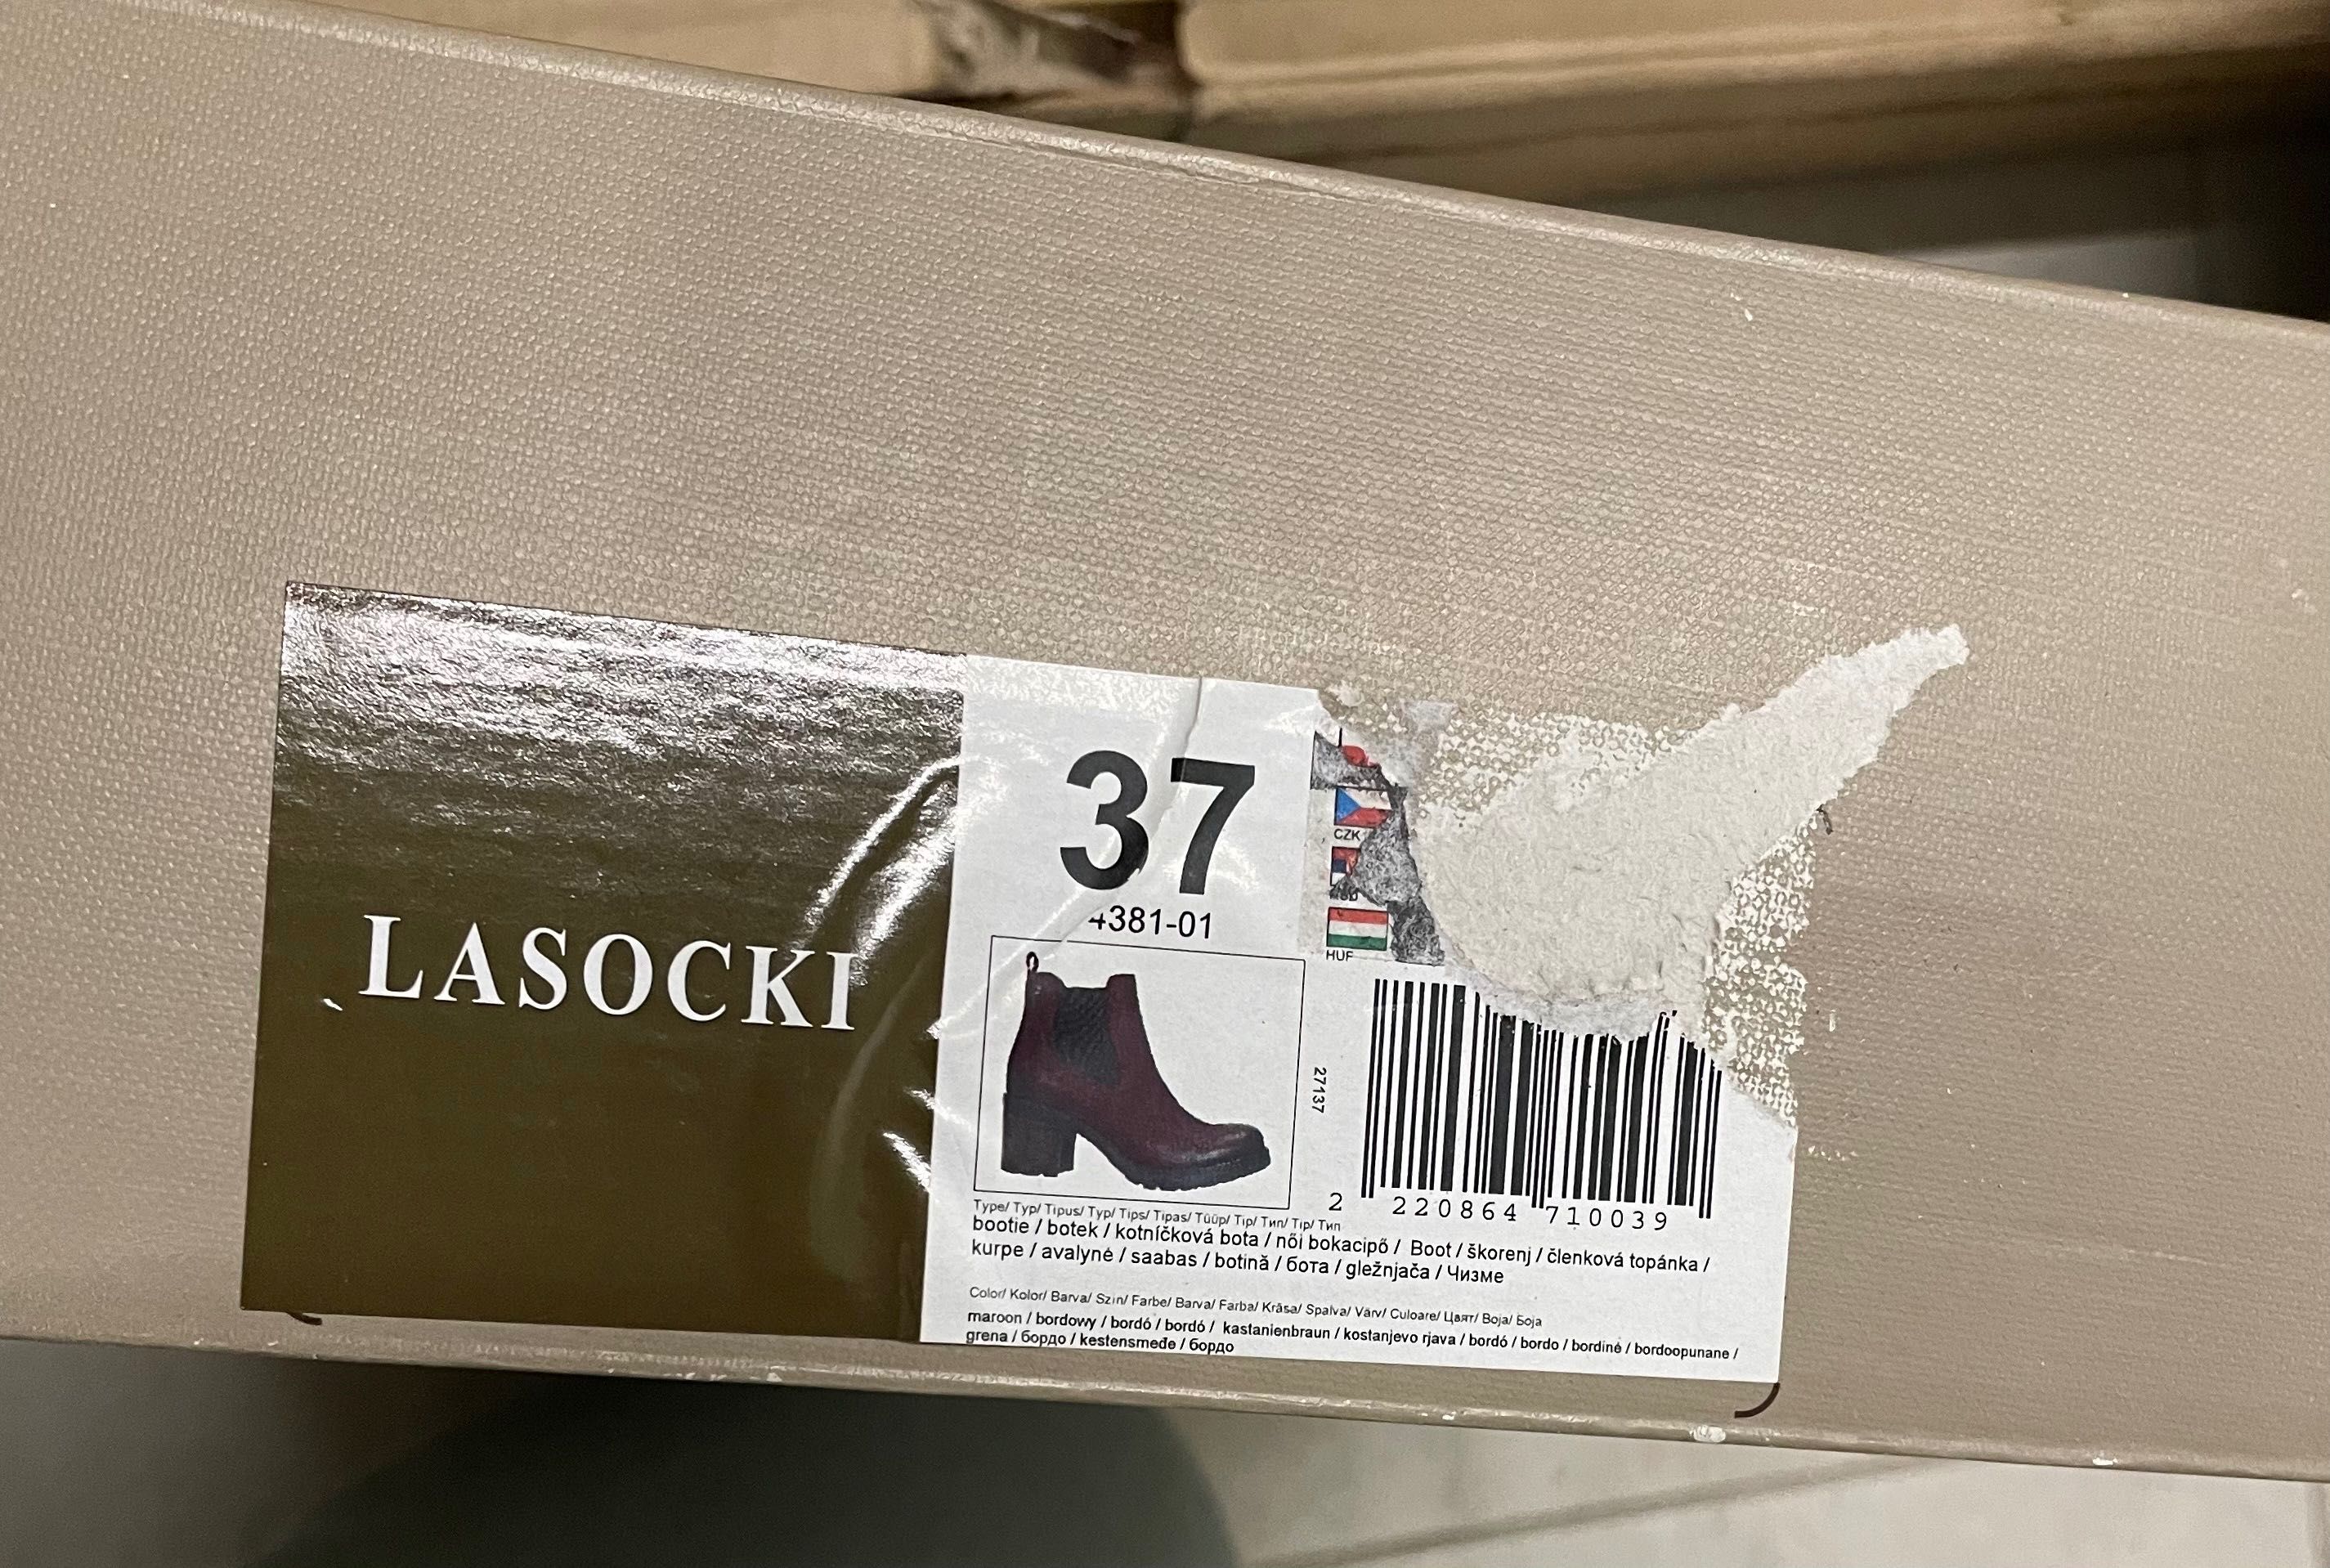 LASOCKI
37
4381-01
CZK
HUF
27137
2 220864 710039
Type/ Typ/ Tipus/ Typ/ Tips/ Tipas/ Tüüp/ Tip/ Тип/ Tip/ Тип
bootie / botek / kotníčková bota / női bokacipő / Boot / škorenj / členková topánka /
kurpe / avalynė / saabas / botină / бота / gležnjača / Чизме
Color/ Kolor/ Barva/ Szín/ Farbe/ Barva/ Farba/ Krāsa/ Spalva/ Värv/ Culoare/ Цвят/ Boja/ Боја
maroon / bordowy / bordó / bordó / kastanienbraun / kostanjevo rjava / bordó / bordo / bordinė / bordoopunane /
grena / бордо / kestensmeđe / бордо